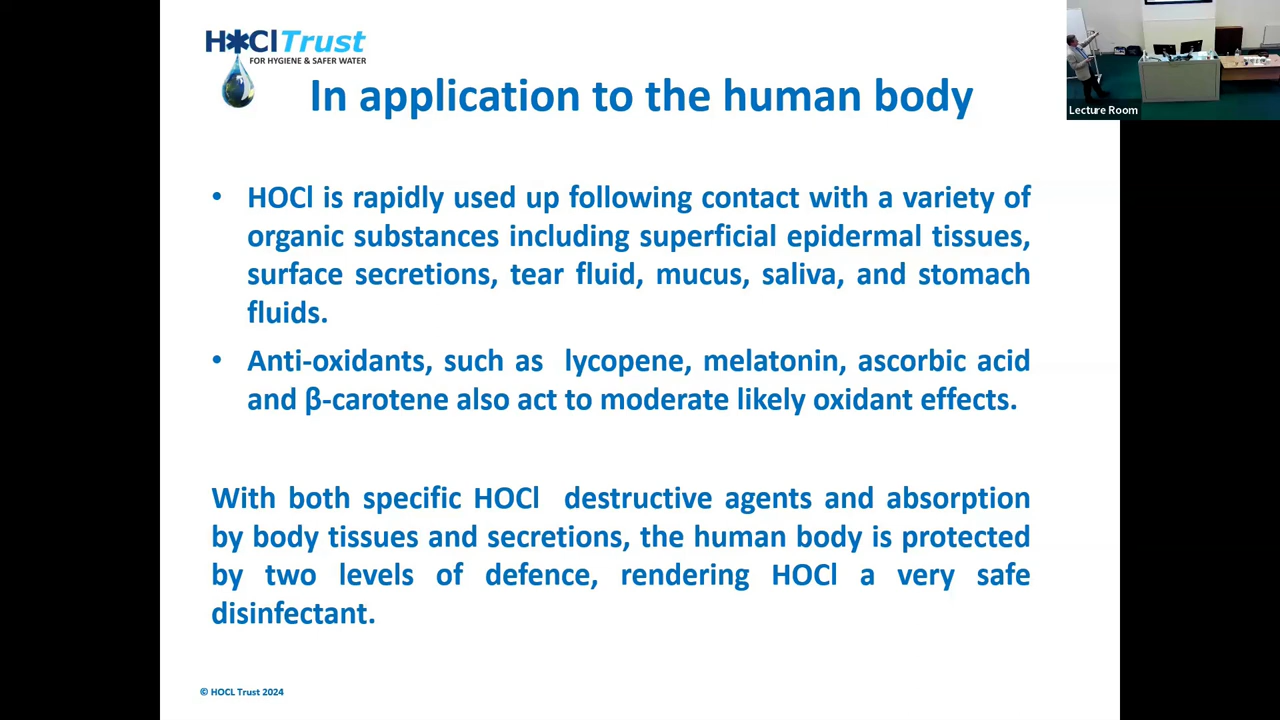 H*Cl Trust
FOR HYGIENE & SAFER WATER
In application to the human body
Lecture Room
• HOCl is rapidly used up following contact with a variety of
organic substances including superficial epidermal tissues,
surface secretions, tear fluid, mucus, saliva, and stomach
fluids.
• Anti-oxidants, such as lycopene, melatonin, ascorbic acid
and β-carotene also act to moderate likely oxidant effects.
With both specific HOCl destructive agents and absorption
by body tissues and secretions, the human body is protected
by two levels of defence, rendering HOCl a very safe
disinfectant.
© HOCL Trust 2024